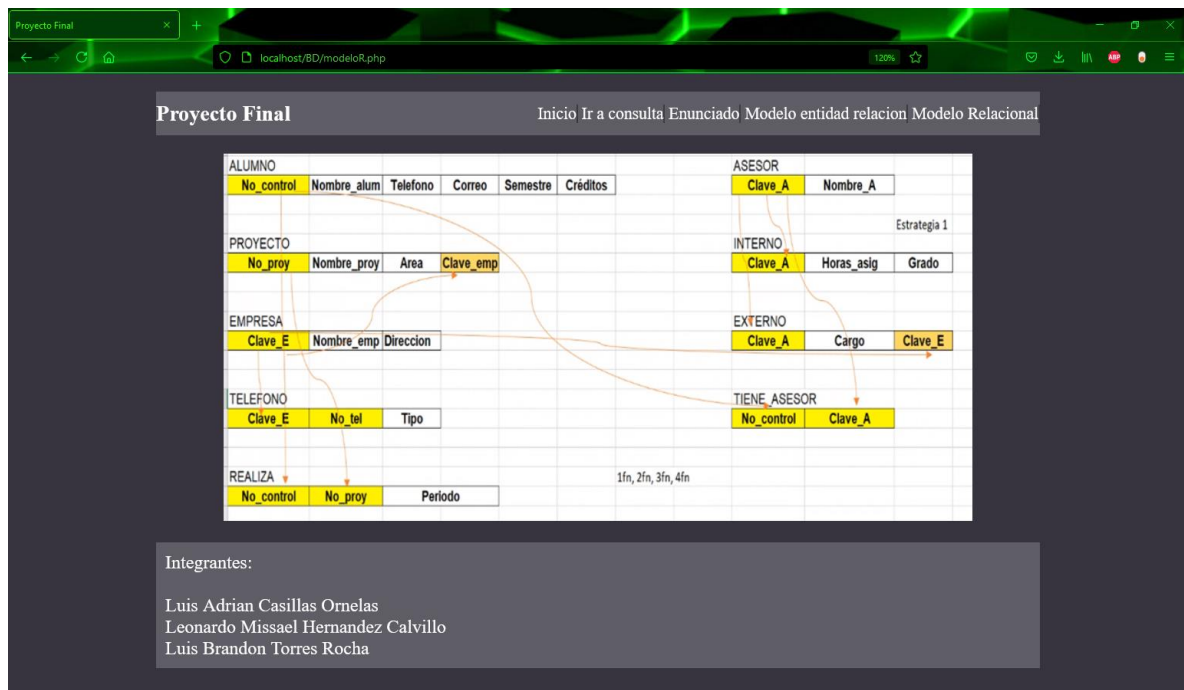 Proyecto Final
localhost/BD/modeloR.php
120%
ABP
Proyecto Final
Inicio Ir a consulta Enunciado Modelo entidad relacion Modelo Relacional
ALUMNO
No_control Nombre_alum Telefono Correo Semestre Créditos
ASESOR
Clave_A Nombre_A
Estrategia 1
PROYECTO
No_proy Nombre_proy Area Clave_emp
INTERNO
Clave_A Horas_asig Grado
EMPRESA
Clave_E Nombre_emp Direccion
EXTERNO
Clave_A Cargo Clave_E
TELEFONO
Clave_E No_tel Tipo
TIENE_ASESOR
No_control Clave_A
REALIZA
No_control No_proy Periodo
1fn, 2fn, 3fn, 4fn
Integrantes:
Luis Adrian Casillas Ornelas
Leonardo Missael Hernandez Calvillo
Luis Brandon Torres Rocha